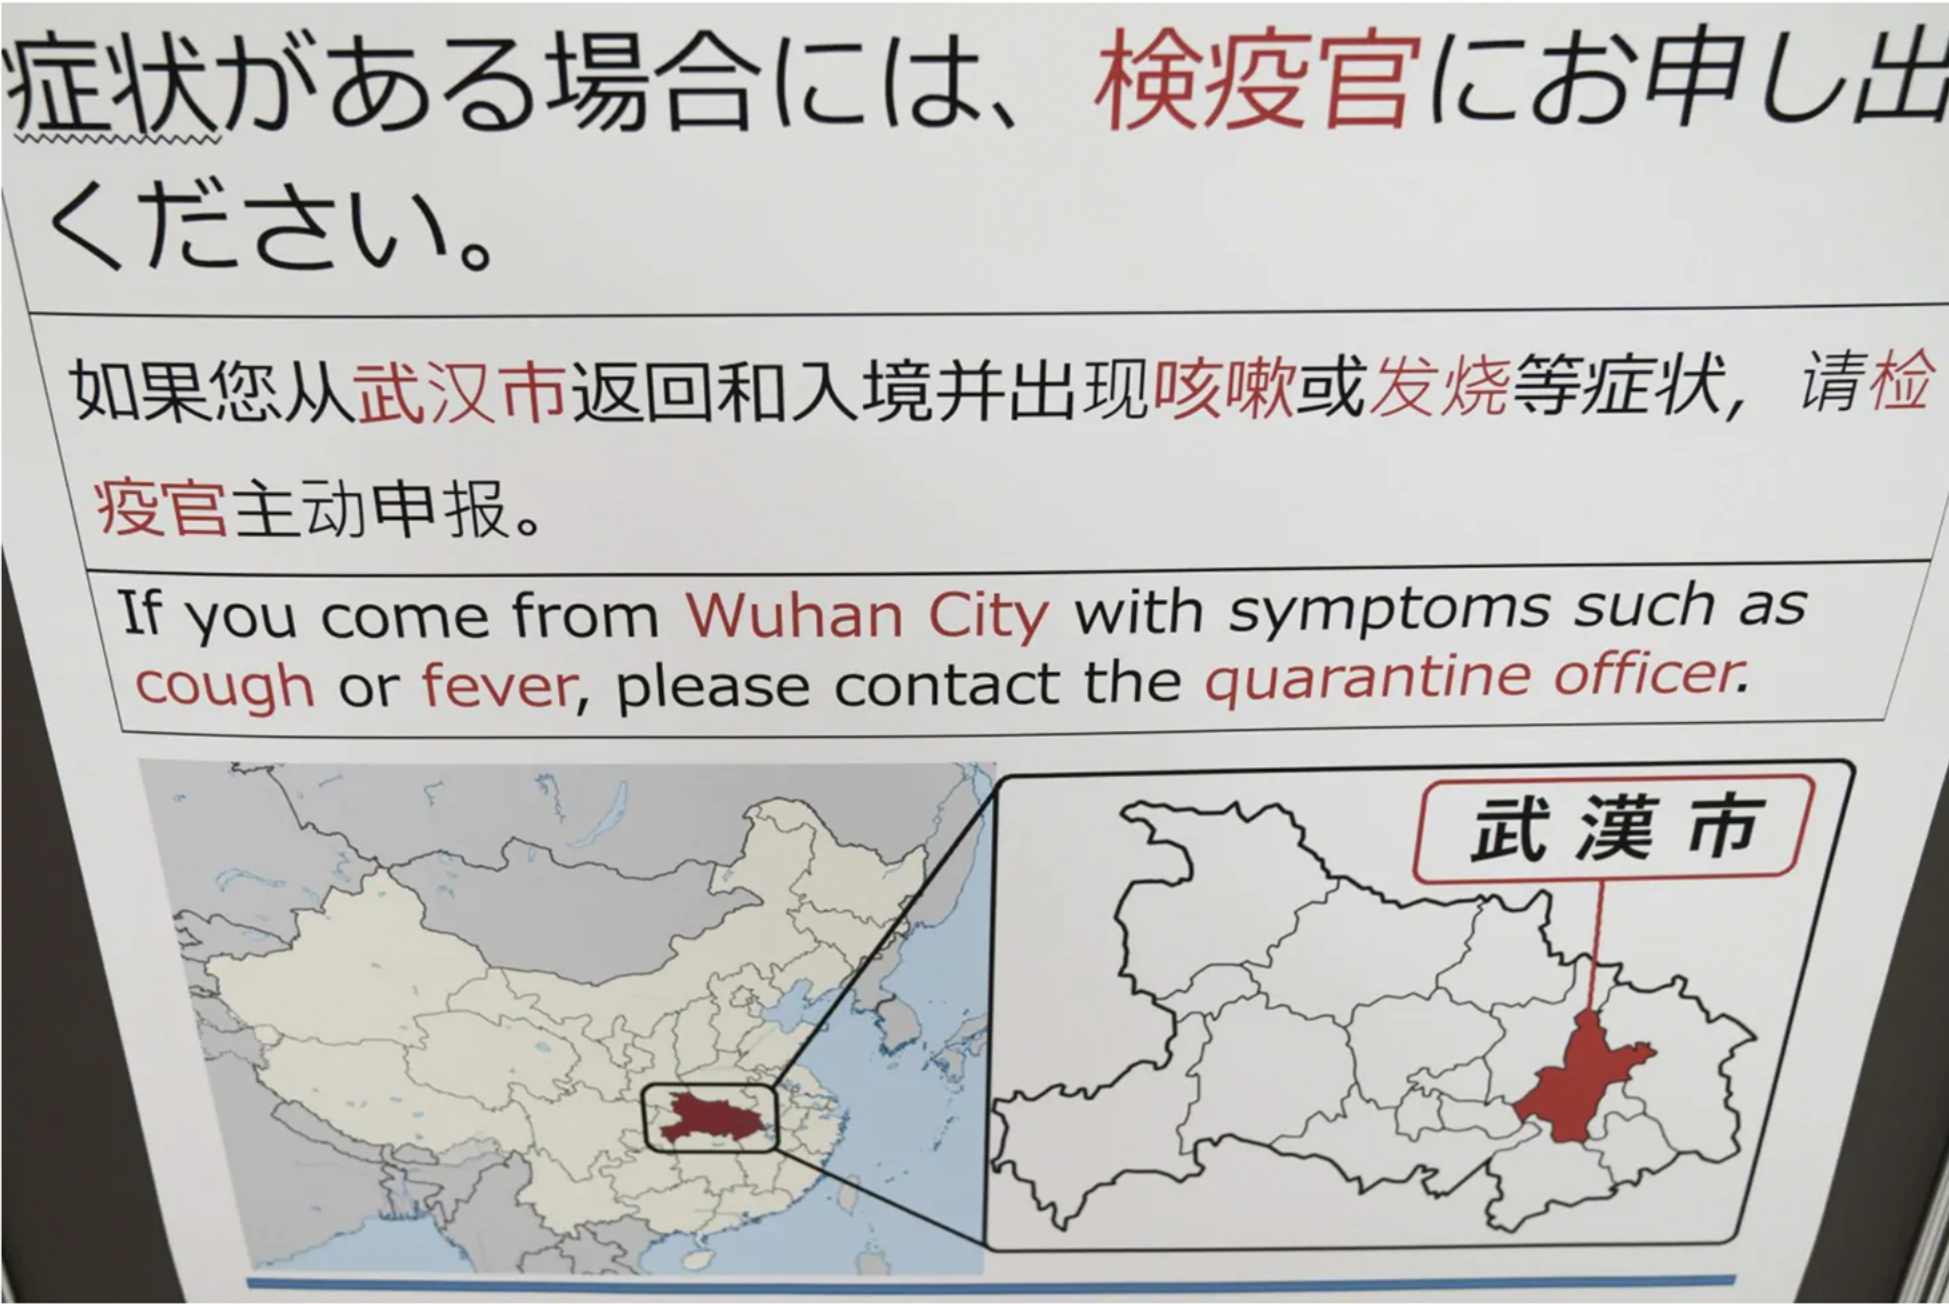 症状がある場合には、検疫官にお申し出
ください。
如果您从武汉市返回和入境并出现咳嗽或发烧等症状，请检
疫官主动申报。
If you come from Wuhan City with symptoms such as
cough or fever, please contact the quarantine officer.
武漢市